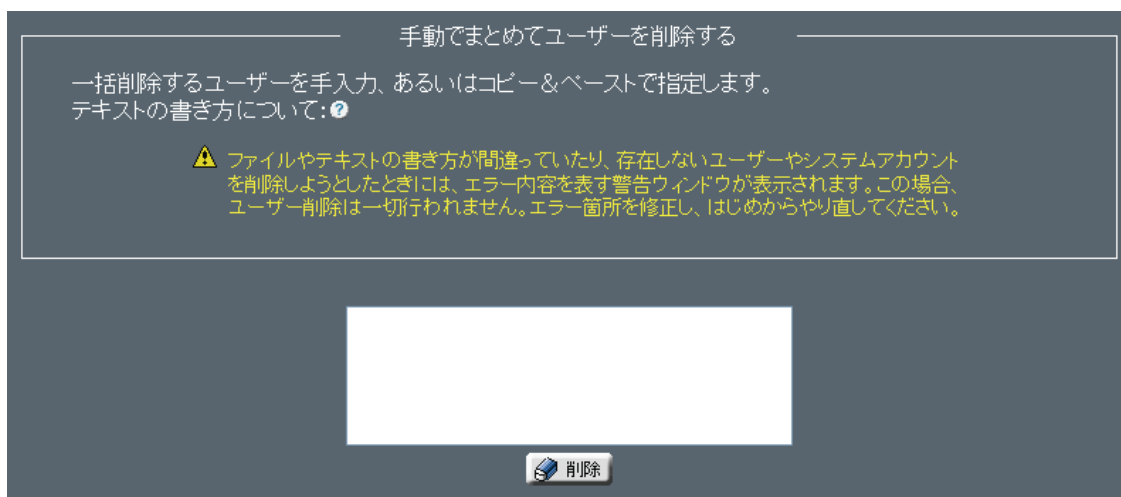 手動でまとめてユーザーを削除する
一括削除するユーザーを手入力、あるいはコピー＆ペーストで指定します。
テキストの書き方について:?
ファイルやテキストの書き方が間違っていたり、存在しないユーザーやシステムアカウント
を削除しようとしたときには、エラー内容を表す警告ウィンドウが表示されます。この場合、
ユーザー削除は一切行われません。エラー箇所を修正し、はじめからやり直してください。
削除